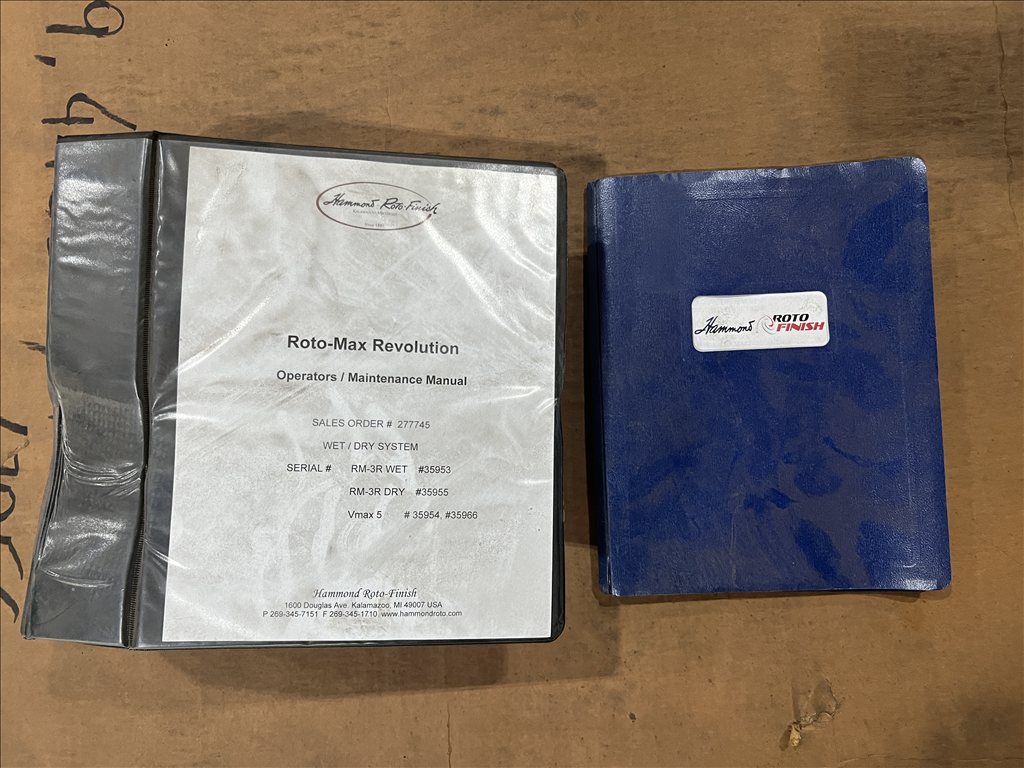 Hammond Roto-Finish
Since 1881
Roto-Max Revolution
Operators / Maintenance Manual
SALES ORDER # 277745
WET / DRY SYSTEM
SERIAL # RM-3R WET #35953
RM-3R DRY #35955
Vmax 5 # 35954, #35966
Hammond Roto-Finish
1600 Douglas Ave. Kalamazoo, MI 49007 USA
P 269-345-7151 F 269-345-1710 www.hammondroto.com
Hammond ROTO
FINISH